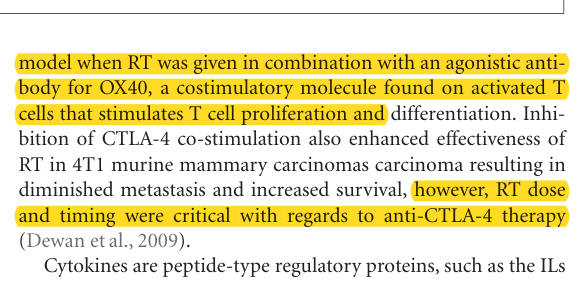 model when RT was given in combination with an agonistic anti-
body for OX40, a costimulatory molecule found on activated T
cells that stimulates T cell proliferation and differentiation. Inhi-
bition of CTLA-4 co-stimulation also enhanced effectiveness of
RT in 4T1 murine mammary carcinomas carcinoma resulting in
diminished metastasis and increased survival, however, RT dose
and timing were critical with regards to anti-CTLA-4 therapy
(Dewan et al., 2009).
Cytokines are peptide-type regulatory proteins, such as the ILs